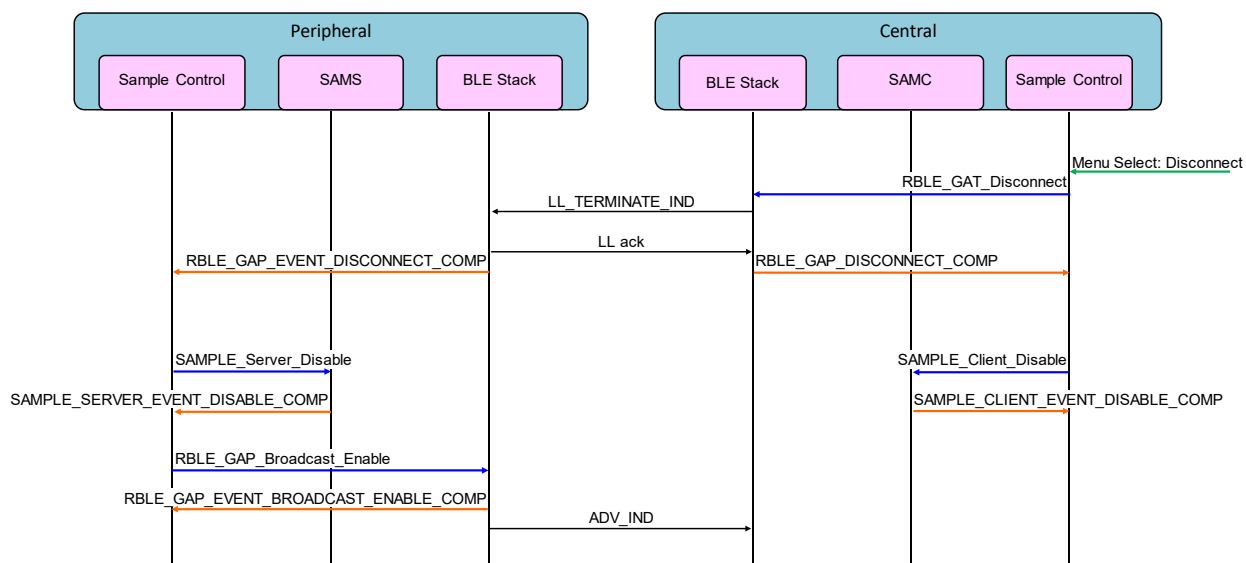 Peripheral
Central
Sample Control
SAMS
BLE Stack
BLE Stack
SAMC
Sample Control
Menu Select: Disconnect
RBLE_GAT_Disconnect
LL_TERMINATE_IND
LL ack
RBLE_GAP_EVENT_DISCONNECT_COMP
RBLE_GAP_DISCONNECT_COMP
SAMPLE_Server_Disable
SAMPLE_Client_Disable
SAMPLE_SERVER_EVENT_DISABLE_COMP
SAMPLE_CLIENT_EVENT_DISABLE_COMP
RBLE_GAP_Broadcast_Enable
RBLE_GAP_EVENT_BROADCAST_ENABLE_COMP
ADV_IND